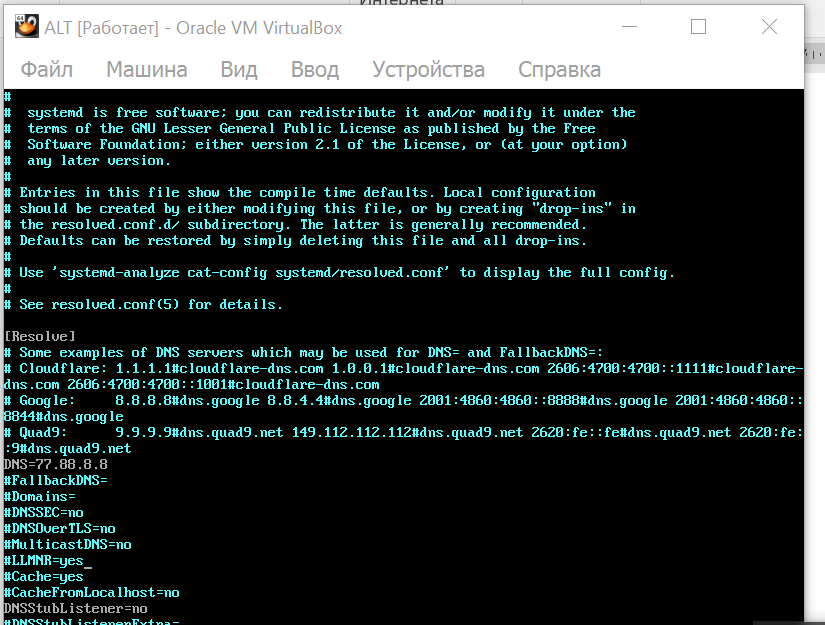 Интернета
ALT [Работает] - Oracle VM VirtualBox
Файл Машина Вид Ввод Устройства Справка
#
#  systemd is free software; you can redistribute it and/or modify it under the
#  terms of the GNU Lesser General Public License as published by the Free
#  Software Foundation; either version 2.1 of the License, or (at your option)
#  any later version.
#
# Entries in this file show the compile time defaults. Local configuration
# should be created by either modifying this file, or by creating "drop-ins" in
# the resolved.conf.d/ subdirectory. The latter is generally recommended.
# Defaults can be restored by simply deleting this file and all drop-ins.
#
# Use 'systemd-analyze cat-config systemd/resolved.conf' to display the full config.
#
# See resolved.conf(5) for details.
[Resolve]
# Some examples of DNS servers which may be used for DNS= and FallbackDNS=:
# Cloudflare: 1.1.1.1#cloudflare-dns.com 1.0.0.1#cloudflare-dns.com 2606:4700:4700::1111#cloudflare-
dns.com 2606:4700:4700::1001#cloudflare-dns.com
# Google:     8.8.8.8#dns.google 8.8.4.4#dns.google 2001:4860:4860::8888#dns.google 2001:4860:4860::
8844#dns.google
# Quad9:      9.9.9.9#dns.quad9.net 149.112.112.112#dns.quad9.net 2620:fe::fe#dns.quad9.net 2620:fe:
:9#dns.quad9.net
DNS=77.88.8.8
#FallbackDNS=
#Domains=
#DNSSEC=no
#DNSOverTLS=no
#MulticastDNS=no
#LLMNR=yes_
#Cache=yes
#CacheFromLocalhost=no
DNSStubListener=no
#DNSStubListenerExtra=